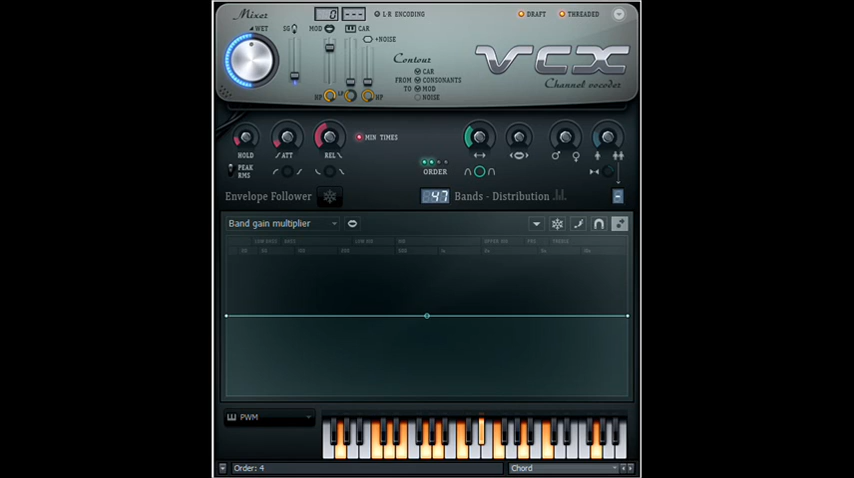 Mixer 0 --- L-R ENCODING DRAFT THREADED
WET SG MOD CAR
+NOISE
Contour
VCX
Channel vocoder
CAR
FROM CONSONANTS
TO MOD
NOISE
HP LP HP
MIN TIMES
HOLD ATT REL
PEAK
RMS
ORDER
Envelope Follower 47 Bands - Distribution
Band gain multiplier
PWM
Order: 4 Chord